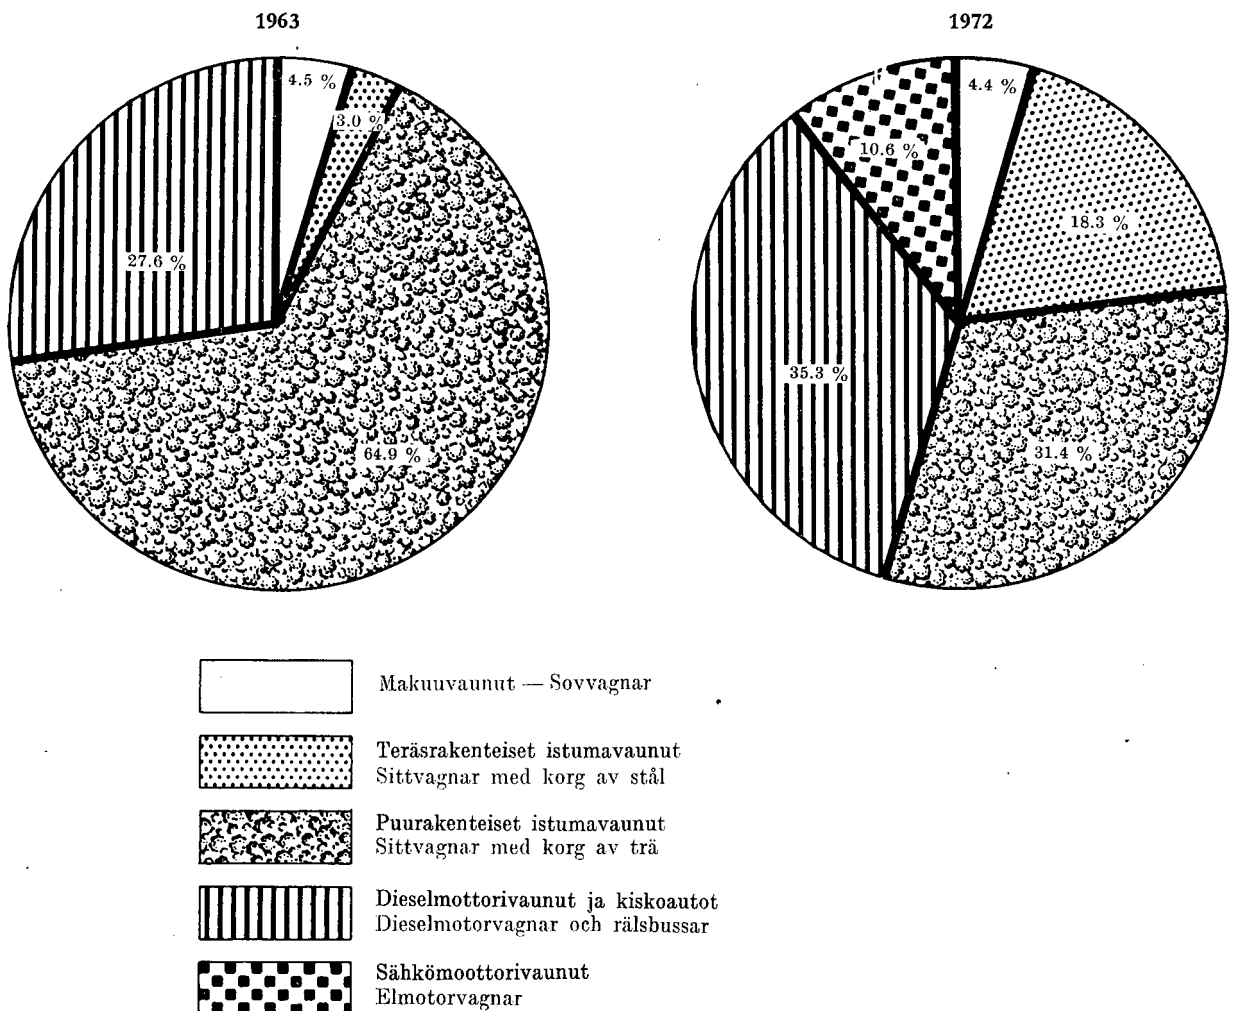 1963
4.5 %
3.0 %
27.6 %
64.9 %
1972
4.4 %
10.6 %
18.3 %
35.3 %
31.4 %
Makuuvaunut — Sovvagnar
Teräsrakenteiset istumavaunut
Sittvagnar med korg av stål
Puurakenteiset istumavaunut
Sittvagnar med korg av trä
Dieselmottorivaunut ja kiskoautot
Dieselmotorvagnar och rälsbussar
Sähkömoottorivaunut
Elmotorvagnar